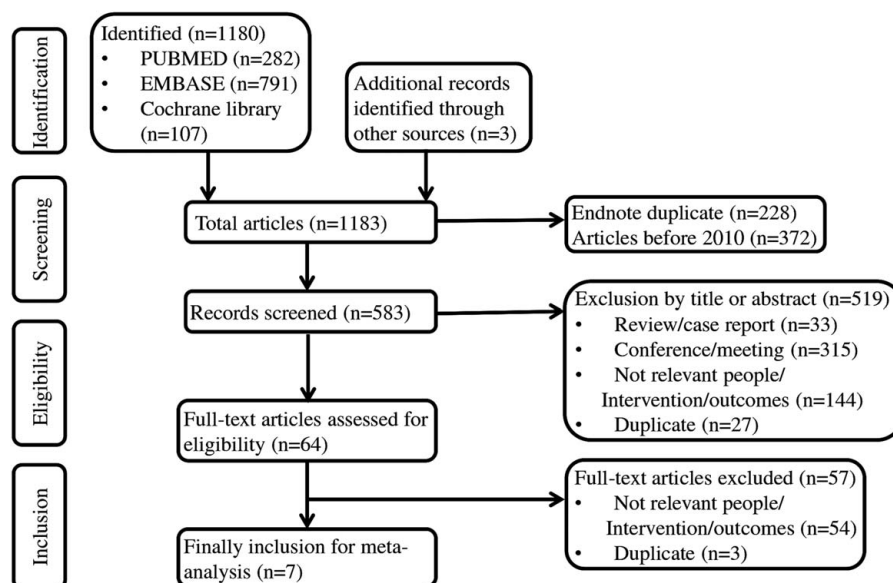 Identification
Identified (n=1180)
• PUBMED (n=282)
• EMBASE (n=791)
• Cochrane library
(n=107)
Additional records
identified through
other sources (n=3)
Screening
Total articles (n=1183)
Endnote duplicate (n=228)
Articles before 2010 (n=372)
Records screened (n=583)
Exclusion by title or abstract (n=519)
• Review/case report (n=33)
• Conference/meeting (n=315)
• Not relevant people/
Intervention/outcomes (n=144)
• Duplicate (n=27)
Eligibility
Full-text articles assessed for
eligibility (n=64)
Full-text articles excluded (n=57)
• Not relevant people/
Intervention/outcomes (n=54)
• Duplicate (n=3)
Inclusion
Finally inclusion for meta-
analysis (n=7)